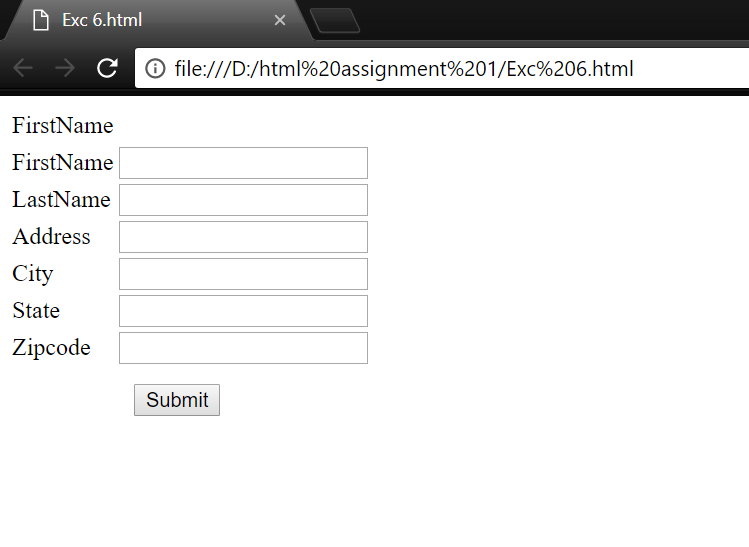 Exc 6.html
file:///D:/html%20assignment%201/Exc%206.html
FirstName
FirstName
LastName
Address
City
State
Zipcode
Submit